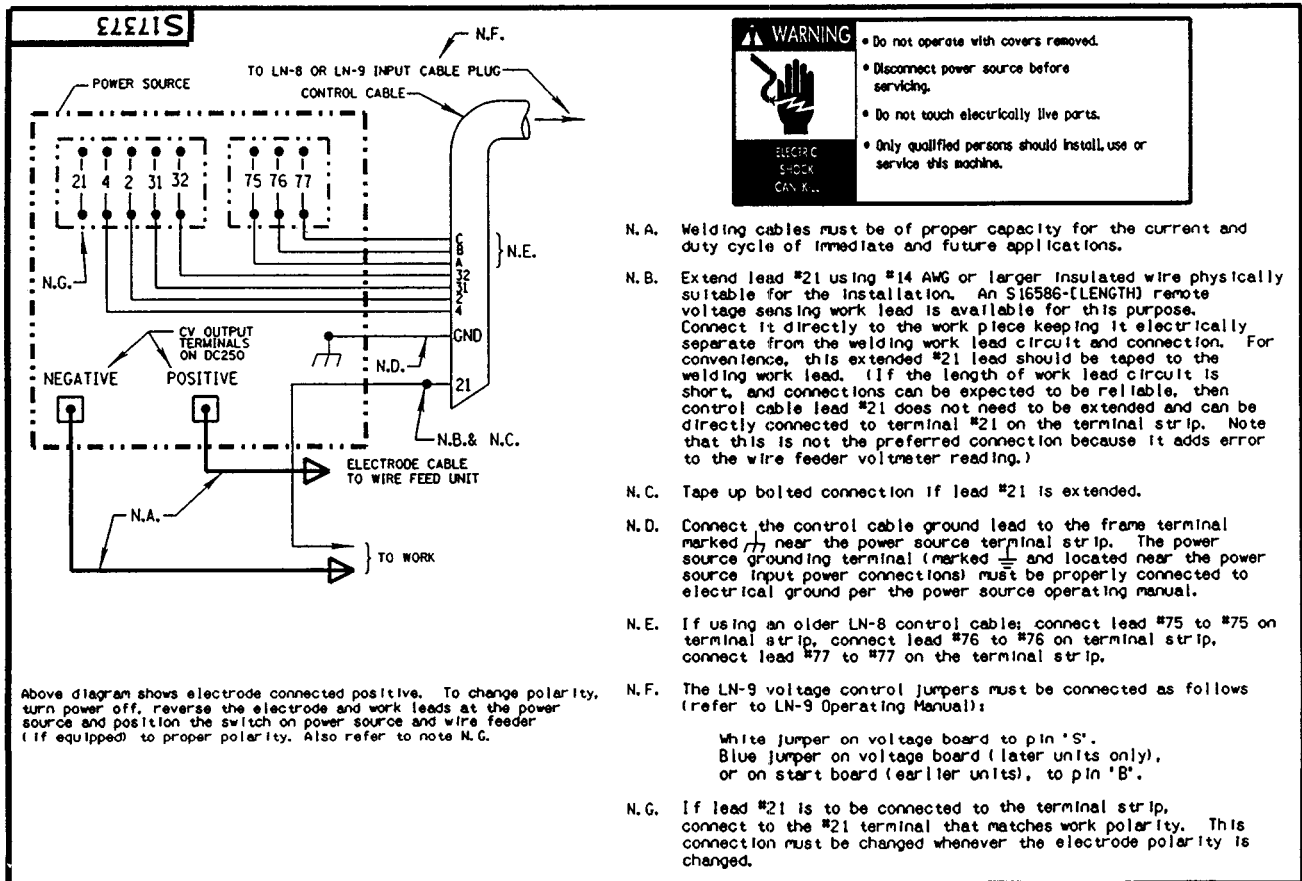 S17373
N.F.
TO LN-8 OR LN-9 INPUT CABLE PLUG
CONTROL CABLE
POWER SOURCE
21 4 2 31 32 75 76 77
C
B
A
32
31
2
4
N.E.
N.G.
GND
N.D.
CV OUTPUT
TERMINALS
ON DC250
NEGATIVE POSITIVE
21
N.B.& N.C.
ELECTRODE CABLE
TO WIRE FEED UNIT
N.A.
TO WORK
Above diagram shows electrode connected positive. To change polarity,
turn power off, reverse the electrode and work leads at the power
source and position the switch on power source and wire feeder
(if equipped) to proper polarity. Also refer to note N.G.
WARNING
ELECTRIC
SHOCK
CAN KILL
• Do not operate with covers removed.
• Disconnect power source before
servicing.
• Do not touch electrically live parts.
• Only qualified persons should install, use or
service this machine.
N.A. Welding cables must be of proper capacity for the current and
duty cycle of immediate and future applications.
N.B. Extend lead #21 using #14 AWG or larger insulated wire physically
suitable for the installation. An S16586-[LENGTH] remote
voltage sensing work lead is available for this purpose.
Connect it directly to the work piece keeping it electrically
separate from the welding work lead circuit and connection. For
convenience, this extended #21 lead should be taped to the
welding work lead. (If the length of work lead circuit is
short, and connections can be expected to be reliable, then
control cable lead #21 does not need to be extended and can be
directly connected to terminal #21 on the terminal strip. Note
that this is not the preferred connection because it adds error
to the wire feeder voltmeter reading.)
N.C. Tape up bolted connection if lead #21 is extended.
N.D. Connect the control cable ground lead to the frame terminal
marked near the power source terminal strip. The power
source grounding terminal (marked and located near the power
source input power connections) must be properly connected to
electrical ground per the power source operating manual.
N.E. If using an older LN-8 control cable; connect lead #75 to #75 on
terminal strip, connect lead #76 to #76 on terminal strip,
connect lead #77 to #77 on the terminal strip.
N.F. The LN-9 voltage control jumpers must be connected as follows
(refer to LN-9 Operating Manual):
White jumper on voltage board to pin "S".
Blue jumper on voltage board (later units only),
or on start board (earlier units), to pin "B".
N.G. If lead #21 is to be connected to the terminal strip,
connect to the #21 terminal that matches work polarity. This
connection must be changed whenever the electrode polarity is
changed.